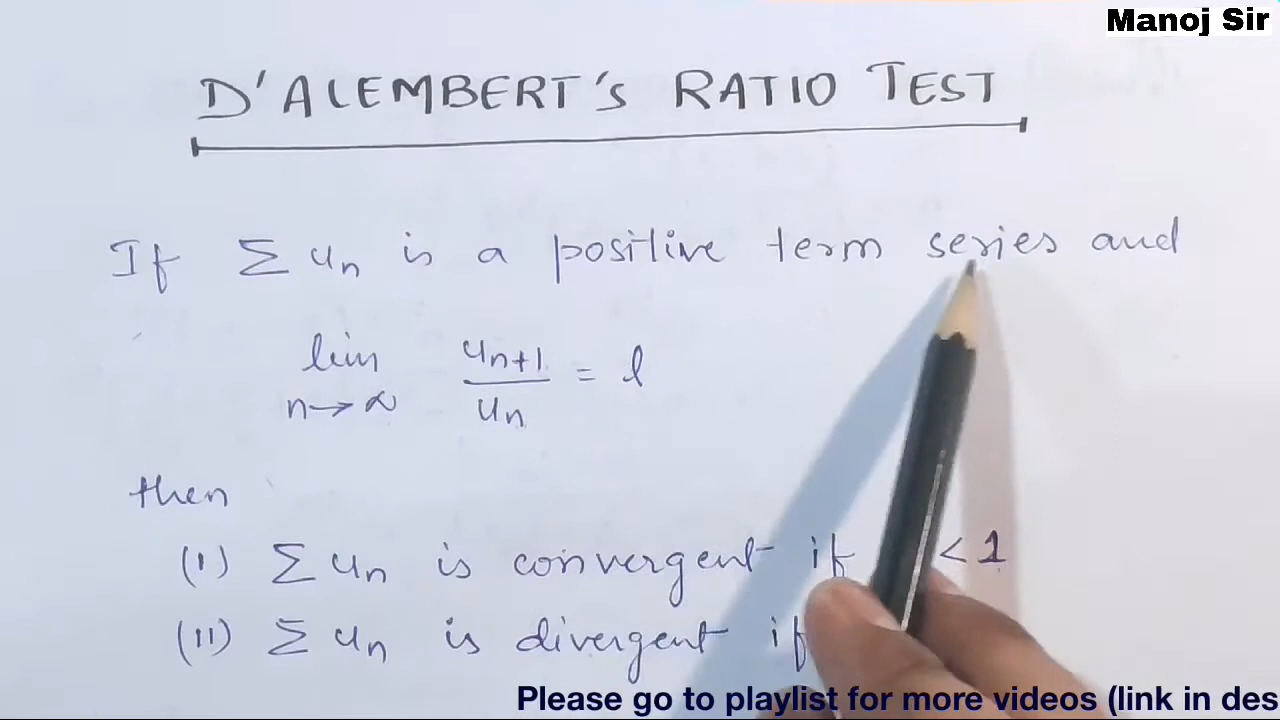 Manoj Sir
D'ALEMBERT'S RATIO TEST
If Σ uₙ is a positive term series and
lim n→∞ uₙ₊₁/uₙ = l
then
(I) Σ uₙ is convergent if < 1
(II) Σ uₙ is divergent if
Please go to playlist for more videos (link in des